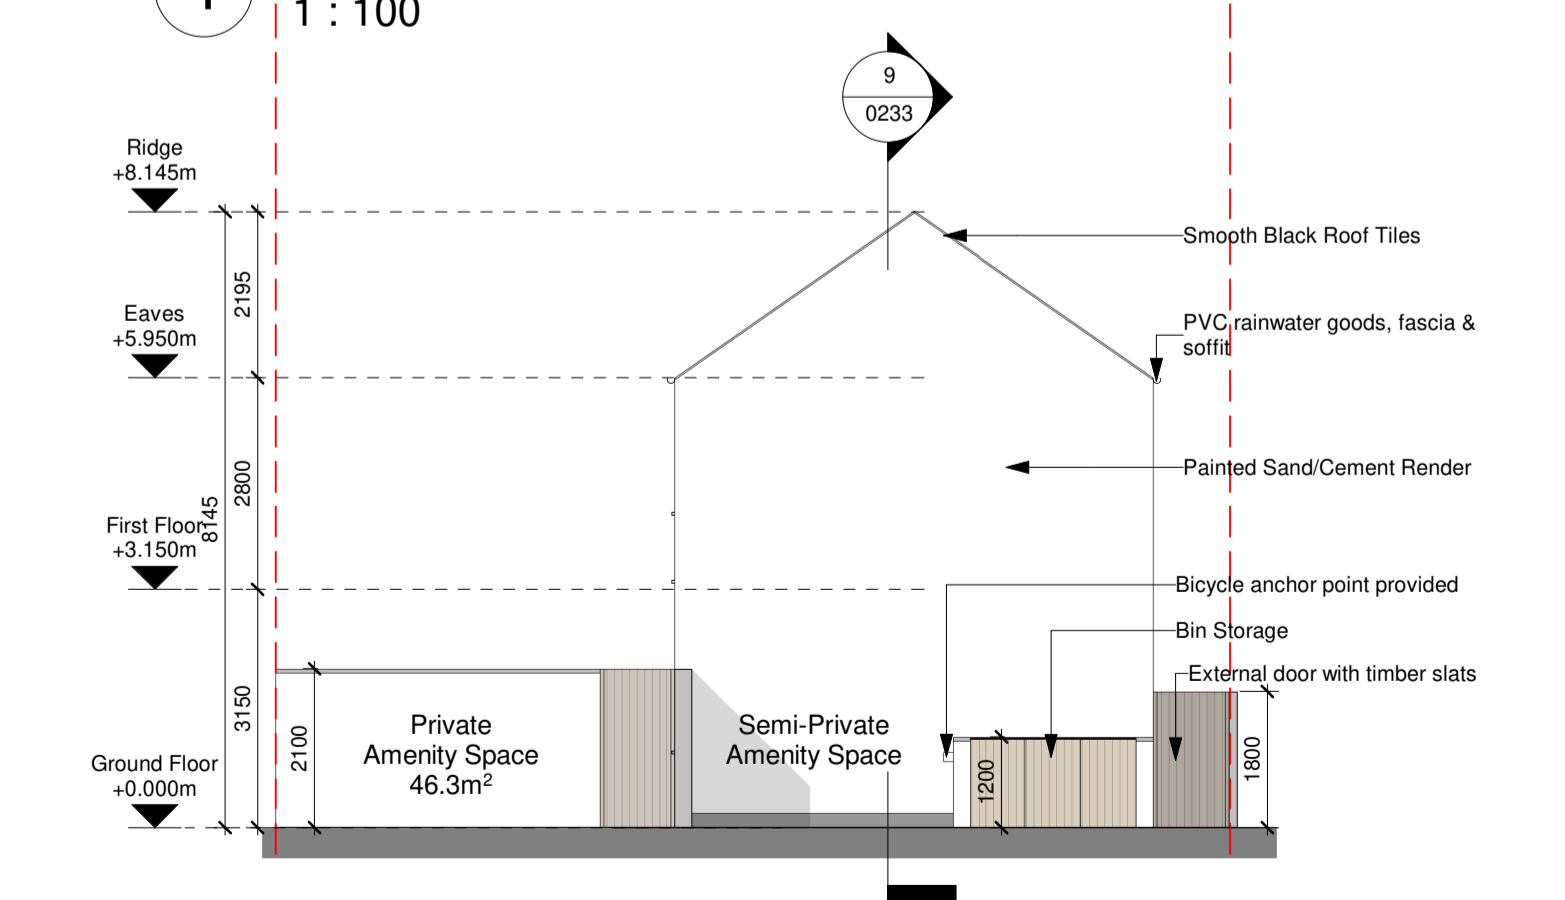 1 : 100
9
0233
Ridge
+8.145m
Smooth Black Roof Tiles
2195
Eaves
+5.950m
PVC rainwater goods, fascia &
soffit
2800
Painted Sand/Cement Render
8145
First Floor
+3.150m
Bicycle anchor point provided
Bin Storage
External door with timber slats
3150
2100
Private
Amenity Space
46.3m²
Semi-Private
Amenity Space
1200
1800
Ground Floor
+0.000m